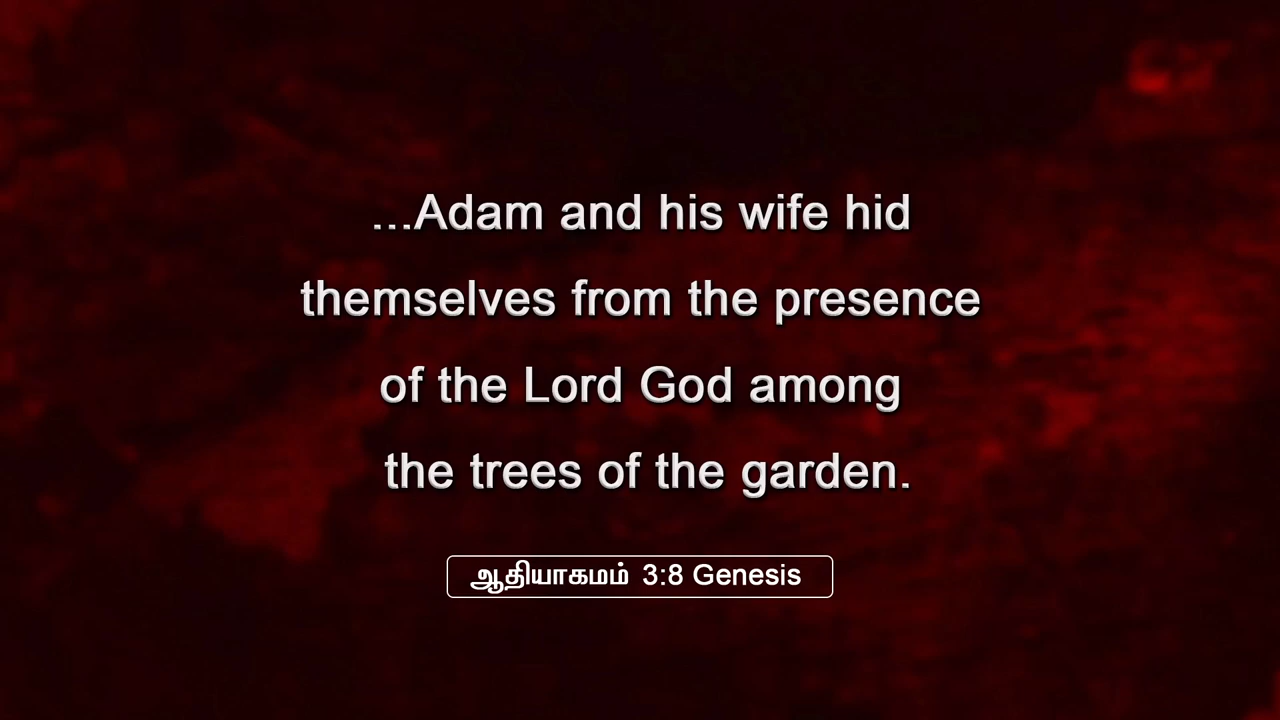 ...Adam and his wife hid
themselves from the presence
of the Lord God among
the trees of the garden.
ஆதியாகமம் 3:8 Genesis